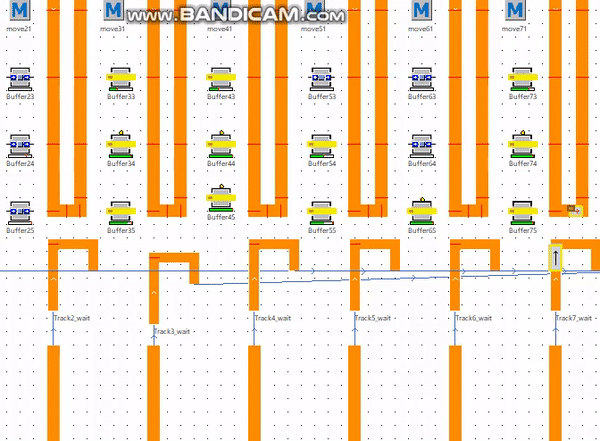 www.BANDICAM.com
M M M M M M
move21 move31 move41 move51 move61 move71
Buffer23 Buffer33 Buffer43 Buffer53 Buffer63 Buffer73
Buffer24 Buffer34 Buffer44 Buffer54 Buffer64 Buffer74
Buffer25 Buffer35 Buffer45 Buffer55 Buffer65 Buffer75
Track2_wait Track3_wait Track4_wait Track5_wait Track6_wait Track7_wait